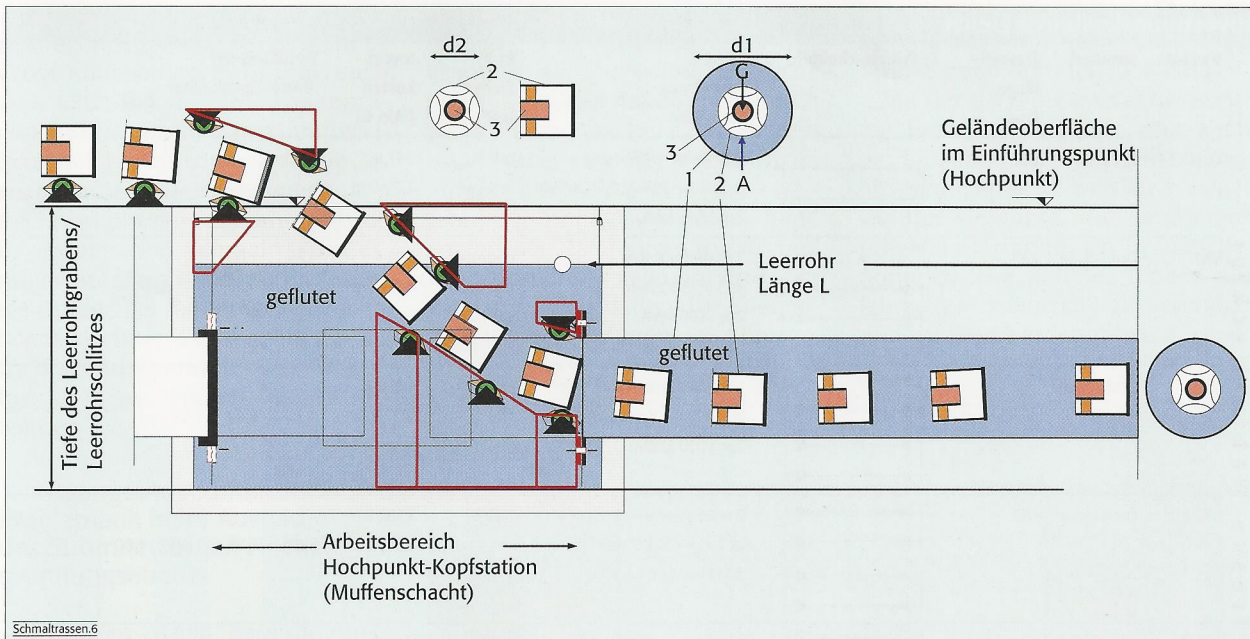 d2
2
3
d1
G
3
1
2
A
Geländeoberfläche
im Einführungspunkt
(Hochpunkt)
Tiefe des Leerrohrgrabens/
Leerrohrschlitzes
geflutet
Leerrohr
Länge L
geflutet
Arbeitsbereich
Hochpunkt-Kopfstation
(Muffenschacht)
Schmaltrassen.6